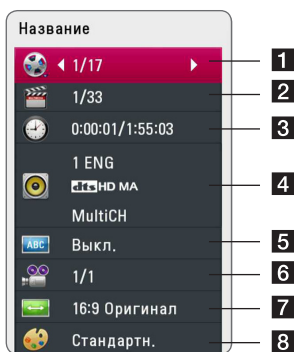 Название
1/17 1
1/33 2
0:00:01/1:55:03 3
1 ENG
dts HD MA 4
MultiCH
ABC Выкл. 5
1/1 6
16:9 Оригинал 7
Стандартн. 8